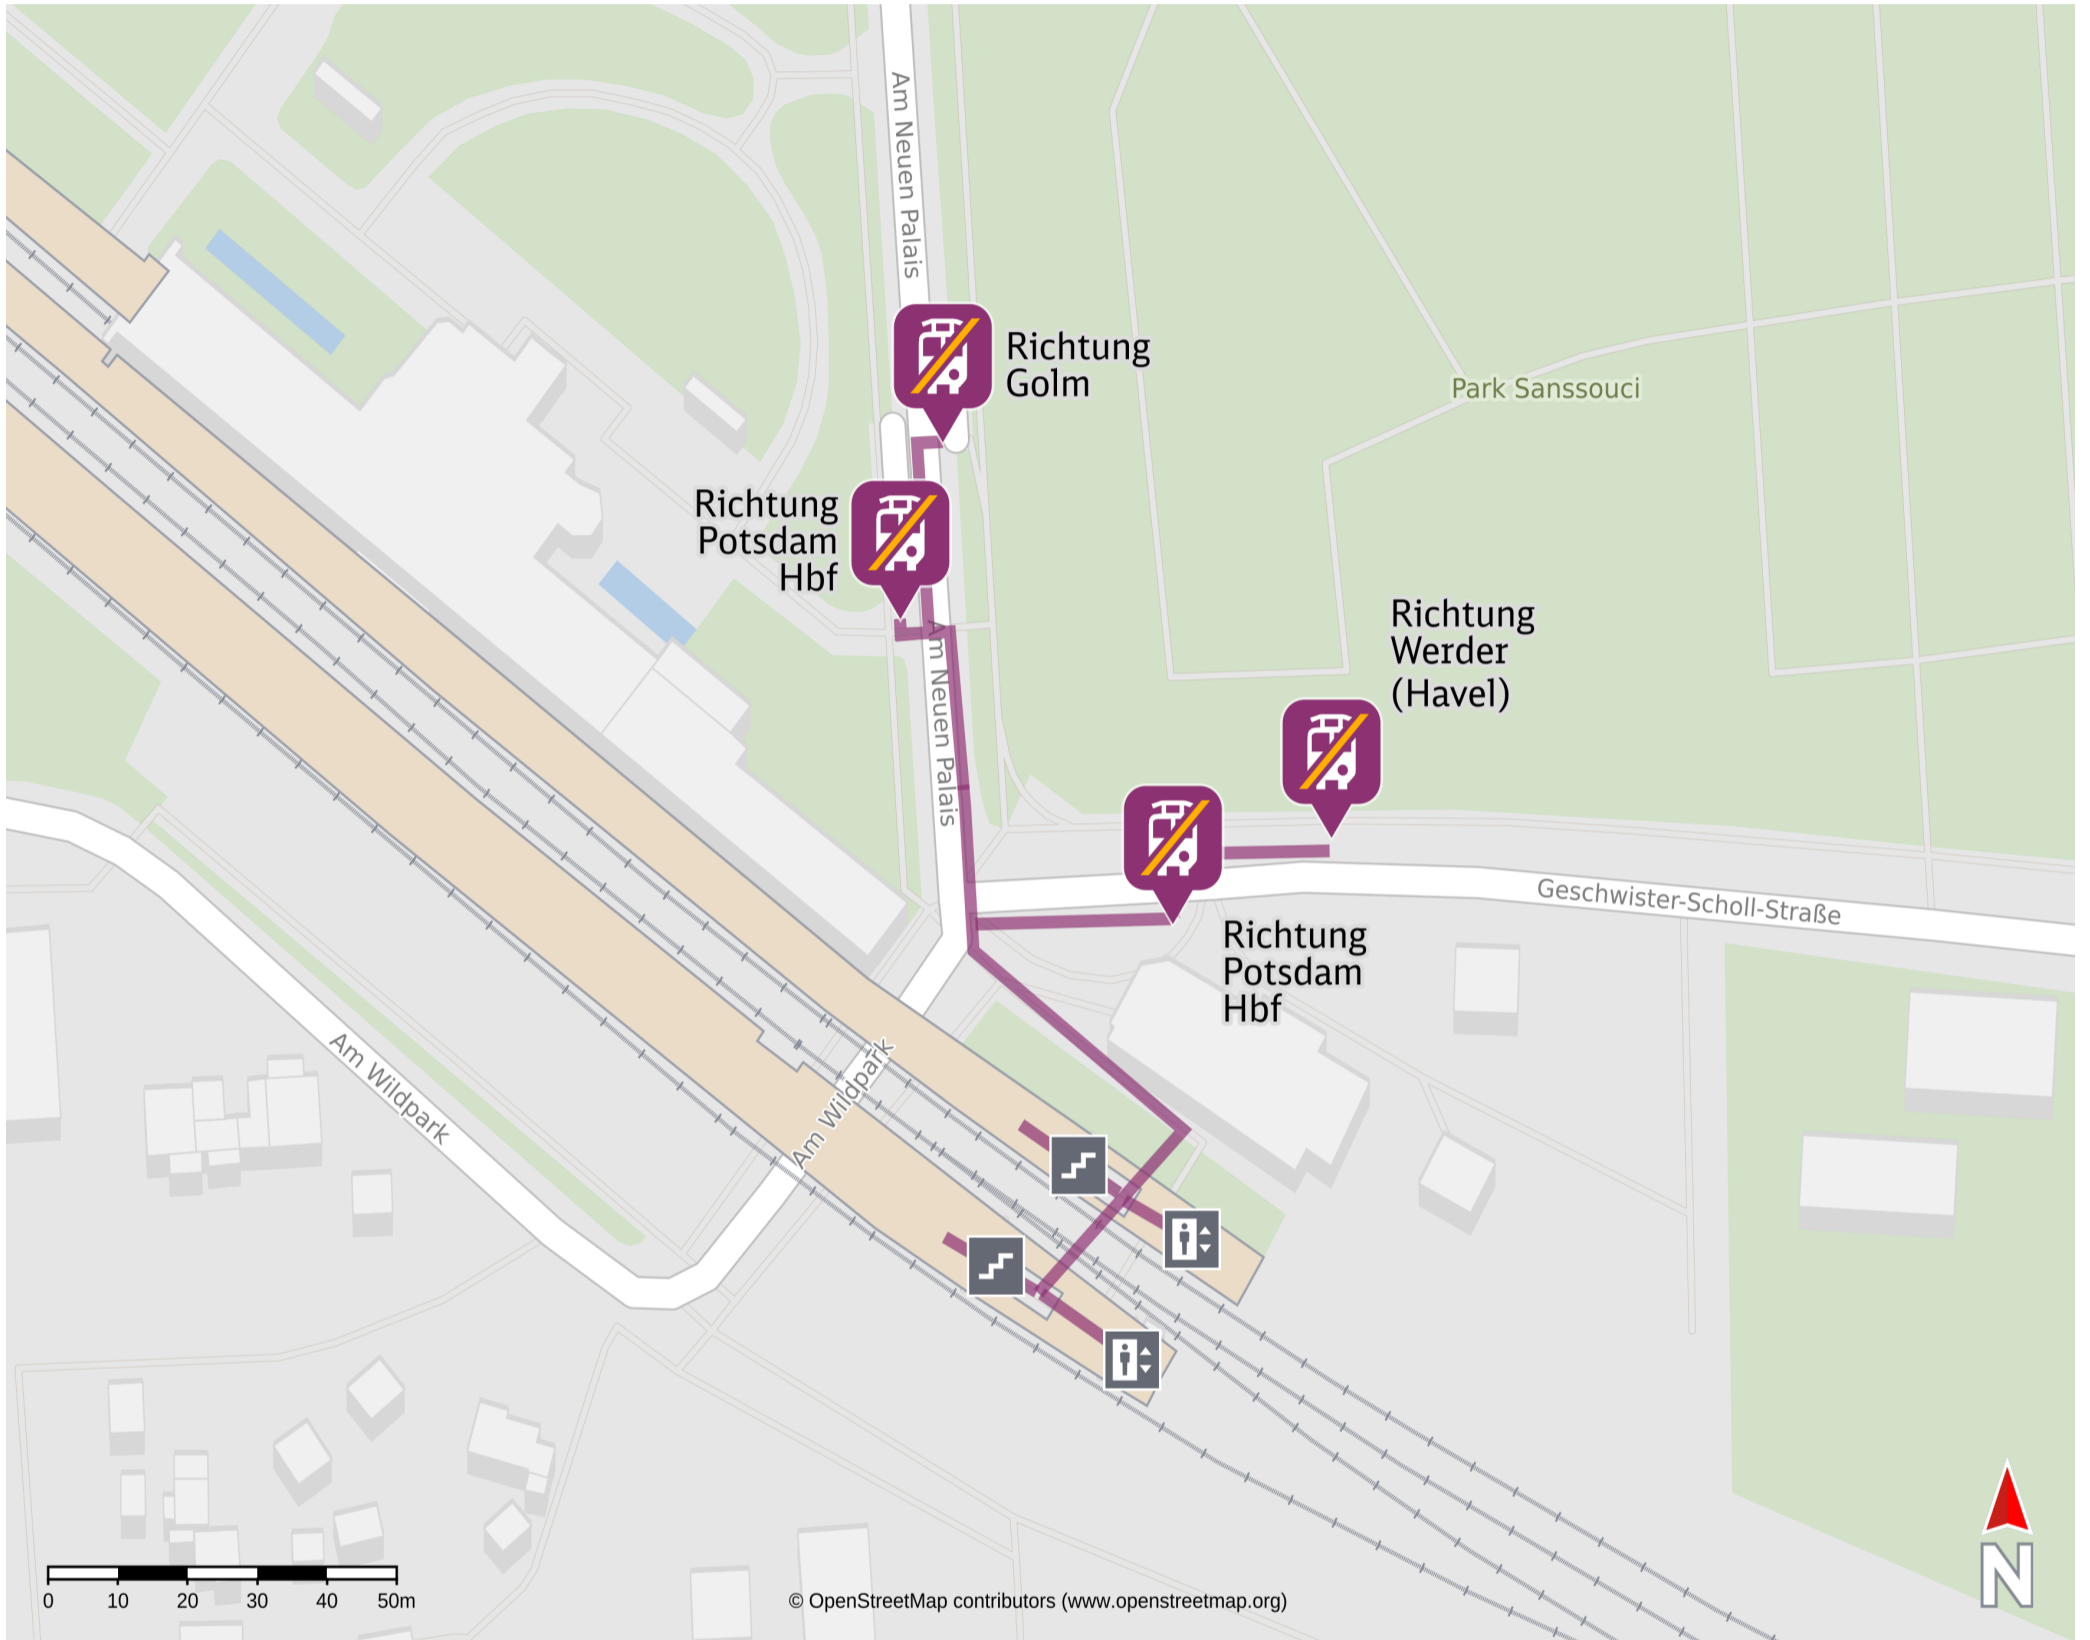 Am Neuen Palais
Richtung
Golm
Park Sanssouci
Richtung
Potsdam
Hbf
Richtung
Werder
(Havel)
Am Neuen Palais
Geschwister-Scholl-Straße
Richtung
Potsdam
Hbf
Am Wildpark
Am Wildpark
N
0 10 20 30 40 50m
© OpenStreetMap contributors (www.openstreetmap.org)